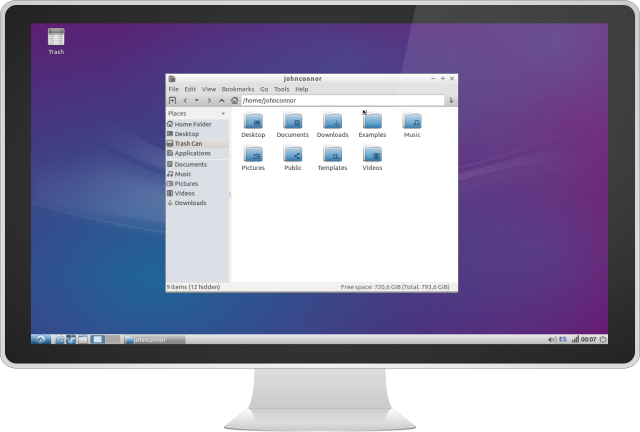 Trash
johnconnor
File Edit View Bookmarks Go Tools Help
/home/johnconnor
Places
Home Folder
Desktop
Trash Can
Applications
Documents
Music
Pictures
Videos
Downloads
Desktop Documents Downloads Examples Music
Pictures Public Templates Videos
9 items (12 hidden) Free space: 720,6 GiB (Total: 793,6 GiB)
johnconnor ES 00:07